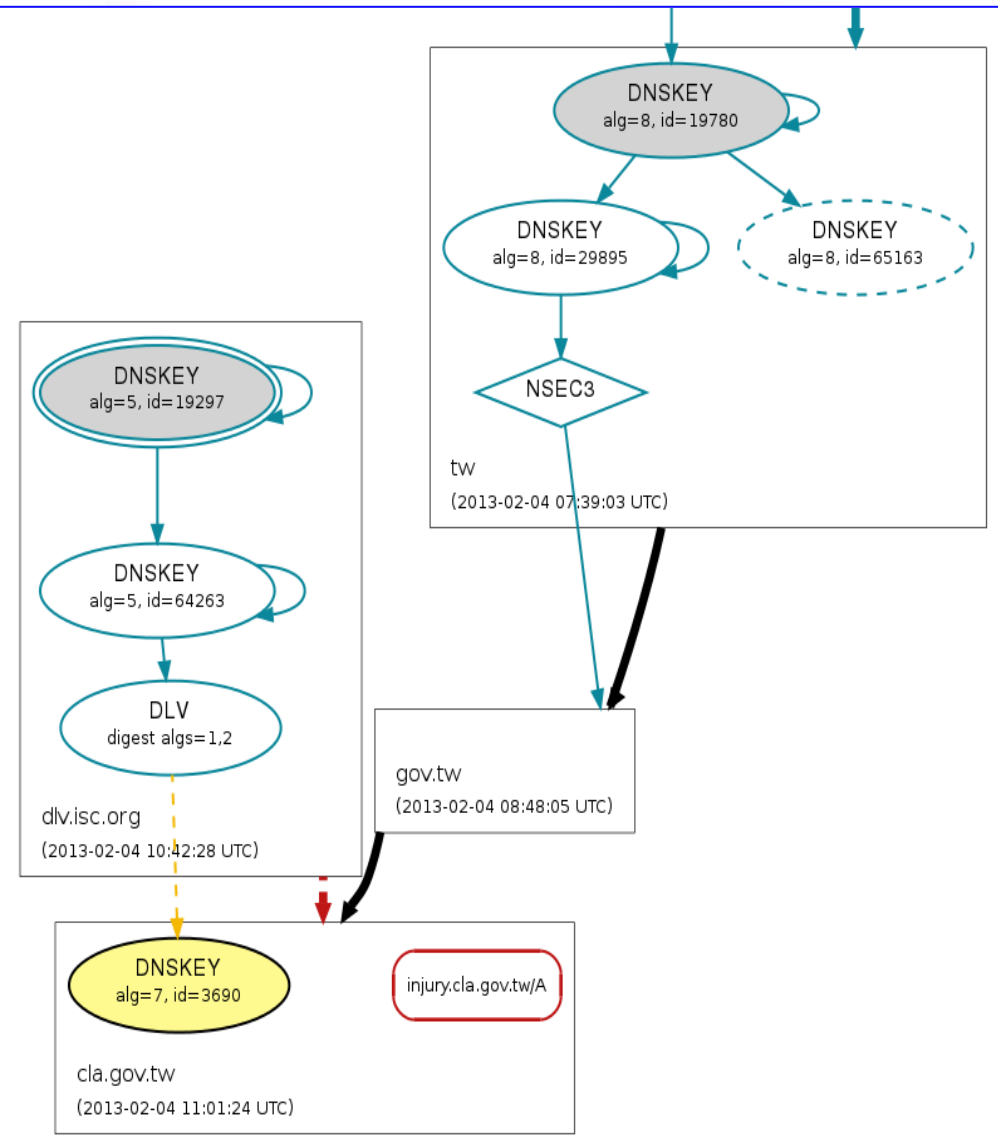 DNSKEY
alg=8, id=19780
DNSKEY
alg=8, id=29895
DNSKEY
alg=8, id=65163
NSEC3
tw
(2013-02-04 07:39:03 UTC)
DNSKEY
alg=5, id=19297
DNSKEY
alg=5, id=64263
DLV
digest algs=1,2
dlv.isc.org
(2013-02-04 10:42:28 UTC)
gov.tw
(2013-02-04 08:48:05 UTC)
DNSKEY
alg=7, id=3690
injury.cla.gov.tw/A
cla.gov.tw
(2013-02-04 11:01:24 UTC)